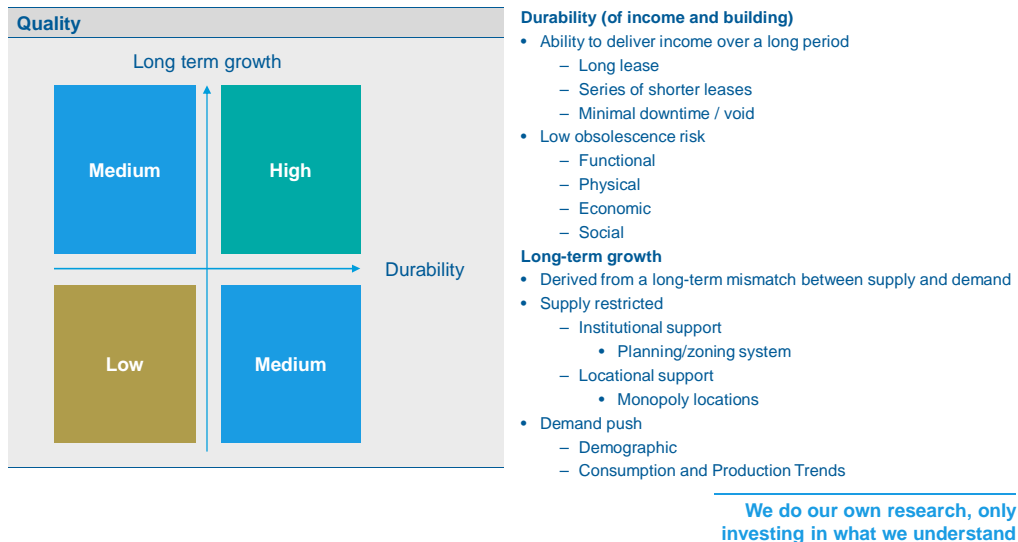 Quality
Long term growth
Medium
High
Durability
Low
Medium
Durability (of income and building)
• Ability to deliver income over a long period
– Long lease
– Series of shorter leases
– Minimal downtime / void
• Low obsolescence risk
– Functional
– Physical
– Economic
– Social
Long-term growth
• Derived from a long-term mismatch between supply and demand
• Supply restricted
– Institutional support
• Planning/zoning system
– Locational support
• Monopoly locations
• Demand push
– Demographic
– Consumption and Production Trends
We do our own research, only
investing in what we understand